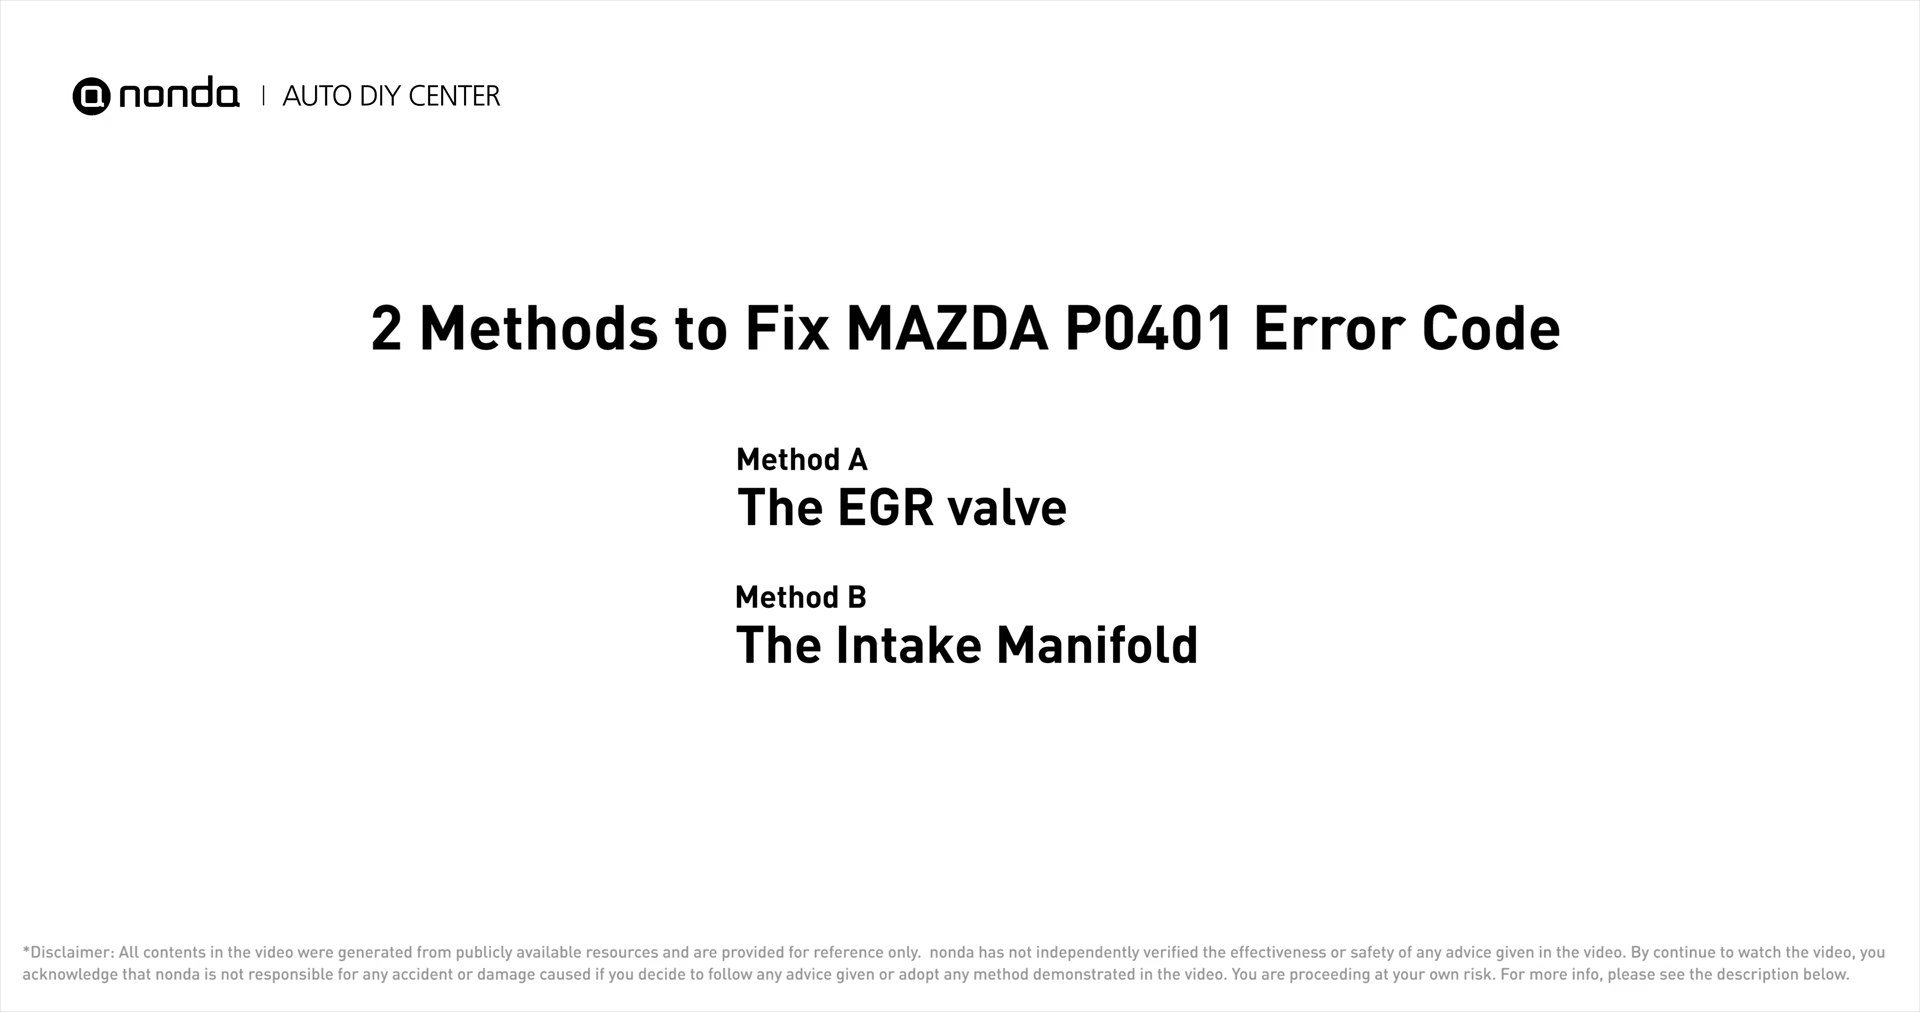 nonda | AUTO DIY CENTER
2 Methods to Fix MAZDA P0401 Error Code
Method A
The EGR valve
Method B
The Intake Manifold
*Disclaimer: All contents in the video were generated from publicly available resources and are provided for reference only.  nonda has not independently verified the effectiveness or safety of any advice given in the video. By continue to watch the video, you
acknowledge that nonda is not responsible for any accident or damage caused if you decide to follow any advice given or adopt any method demonstrated in the video. You are proceeding at your own risk. For more info, please see the description below.